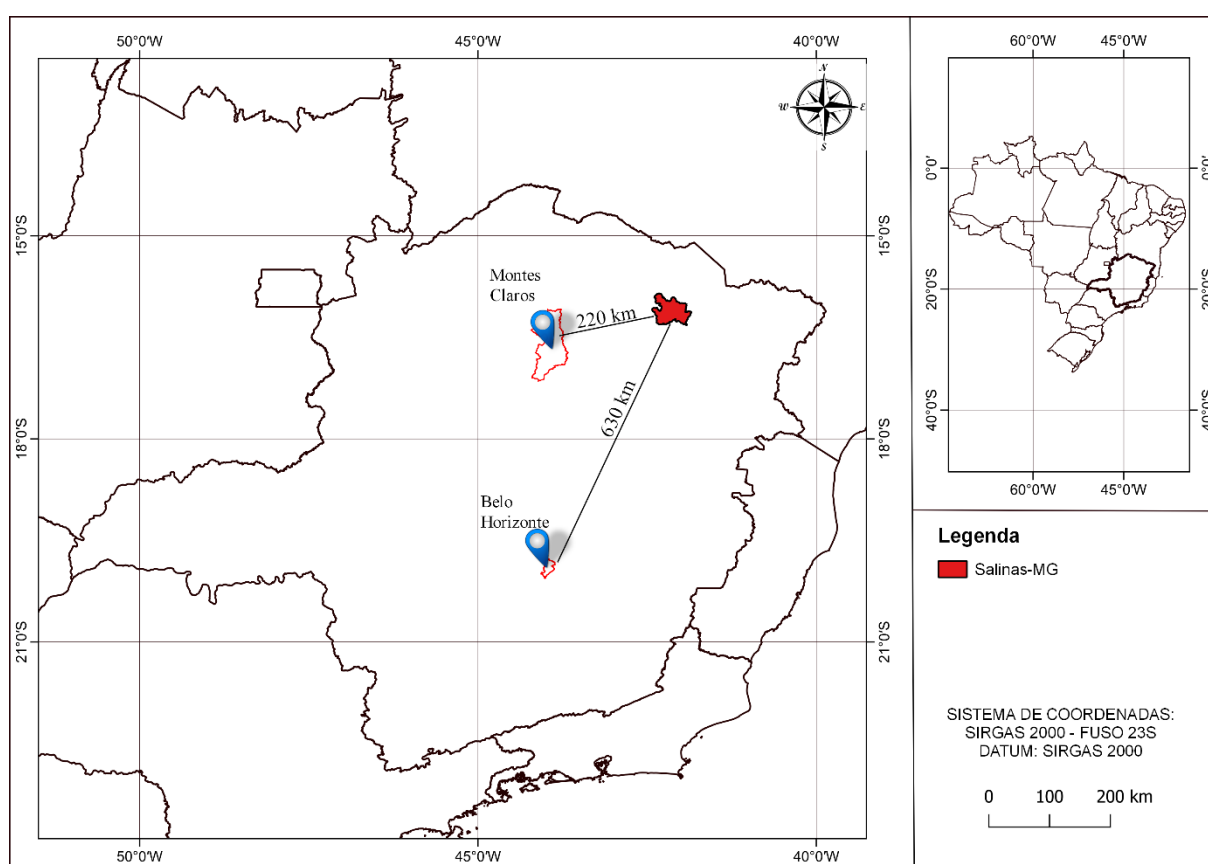 50°0'W
45°0'W
40°0'W
N
W
E
S
15°0'S
18°0'S
21°0'S
Montes
Claros
220 km
630 km
Belo
Horizonte
15°0'S
18°0'S
21°0'S
50°0'W
45°0'W
40°0'W
60°0'W
45°0'W
0°0'
20°0'S
40°0'S
0°0'
20°0'S
40°0'S
60°0'W
45°0'W
Legenda
Salinas-MG
SISTEMA DE COORDENADAS:
SIRGAS 2000 - FUSO 23S
DATUM: SIRGAS 2000
0 100 200 km